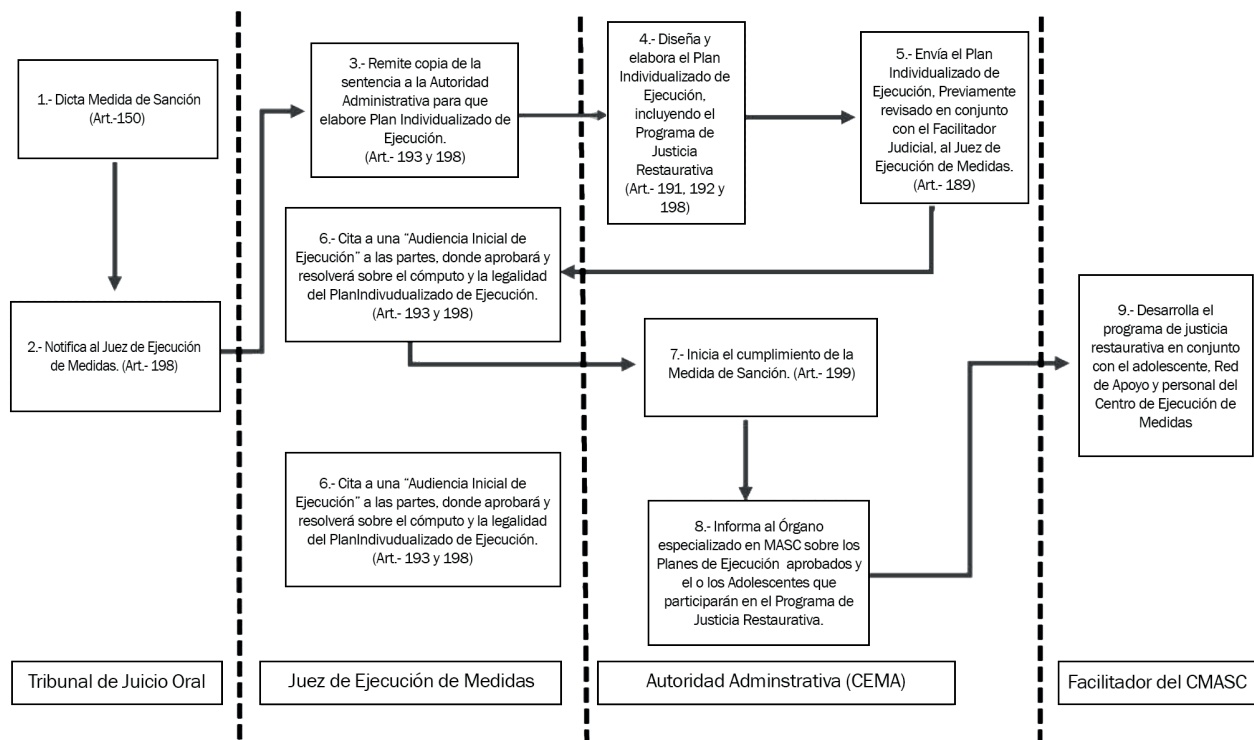 1.- Dicta Medida de Sanción
(Art.-150)
2.- Notifica al Juez de Ejecución
de Medidas. (Art.- 198)
3.- Remite copia de la
sentencia a la Autoridad
Administrativa para que
elabore Plan Individualizado de
Ejecución.
(Art.- 193 y 198)
4.- Diseña y
elabora el Plan
Individualizado de
Ejecución,
incluyendo el
Programa de
Justicia
Restaurativa
(Art.- 191, 192 y
198)
5.- Envía el Plan
Individualizado de
Ejecución, Previamente
revisado en conjunto
con el Facilitador
Judicial, al Juez de
Ejecución de Medidas.
(Art.- 189)
6.- Cita a una “Audiencia Inicial de
Ejecución” a las partes, donde aprobará y
resolverá sobre el cómputo y la legalidad
del PlanIndivudualizado de Ejecución.
(Art.- 193 y 198)
7.- Inicia el cumplimiento de la
Medida de Sanción. (Art.- 199)
6.- Cita a una “Audiencia Inicial de
Ejecución” a las partes, donde aprobará y
resolverá sobre el cómputo y la legalidad
del PlanIndivudualizado de Ejecución.
(Art.- 193 y 198)
8.- Informa al Órgano
especializado en MASC sobre los
Planes de Ejecución aprobados y
el o los Adolescentes que
participarán en el Programa de
Justicia Restaurativa.
9.- Desarrolla el
programa de justicia
restaurativa en conjunto
con el adolescente, Red
de Apoyo y personal del
Centro de Ejecución de
Medidas
Tribunal de Juicio Oral
Juez de Ejecución de Medidas
Autoridad Adminstrativa (CEMA)
Facilitador del CMASC